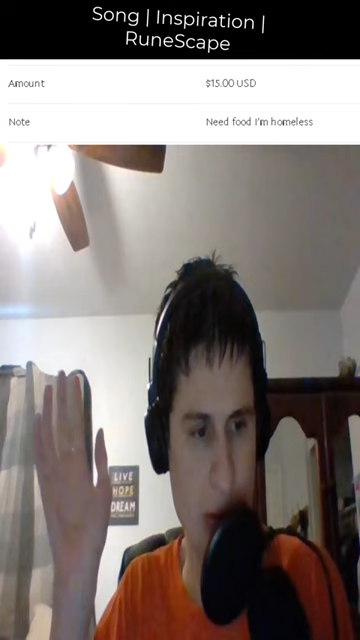 Song | Inspiration |
RuneScape
Amount $15.00 USD
Note Need food I'm homeless
LIVE
HOPE
DREAM